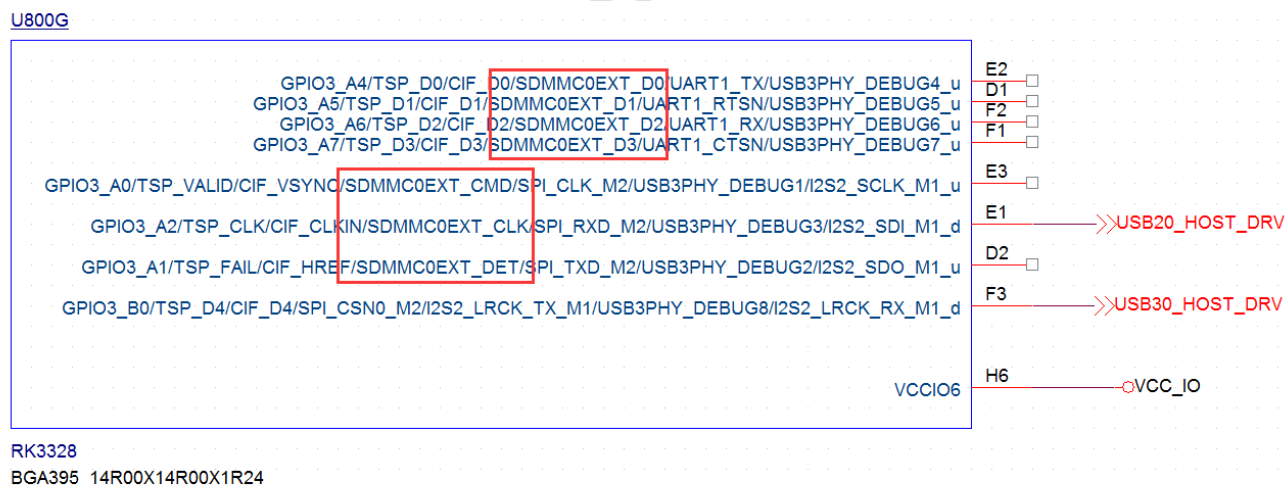 U800G
GPIO3_A4/TSP_D0/CIF_D0/SDMMC0EXT_D0/UART1_TX/USB3PHY_DEBUG4_u E2
GPIO3_A5/TSP_D1/CIF_D1/SDMMC0EXT_D1/UART1_RTSN/USB3PHY_DEBUG5_u D1
GPIO3_A6/TSP_D2/CIF_D2/SDMMC0EXT_D2/UART1_RX/USB3PHY_DEBUG6_u F2
GPIO3_A7/TSP_D3/CIF_D3/SDMMC0EXT_D3/UART1_CTSN/USB3PHY_DEBUG7_u F1
GPIO3_A0/TSP_VALID/CIF_VSYNC/SDMMC0EXT_CMD/SPI_CLK_M2/USB3PHY_DEBUG1/I2S2_SCLK_M1_u E3
GPIO3_A2/TSP_CLK/CIF_CLKIN/SDMMC0EXT_CLK/SPI_RXD_M2/USB3PHY_DEBUG3/I2S2_SDI_M1_d E1 USB20_HOST_DRV
GPIO3_A1/TSP_FAIL/CIF_HREF/SDMMC0EXT_DET/SPI_TXD_M2/USB3PHY_DEBUG2/I2S2_SDO_M1_u D2
GPIO3_B0/TSP_D4/CIF_D4/SPI_CSN0_M2/I2S2_LRCK_TX_M1/USB3PHY_DEBUG8/I2S2_LRCK_RX_M1_d F3 USB30_HOST_DRV
VCCIO6 H6 VCC_IO
RK3328
BGA395_14R00X14R00X1R24